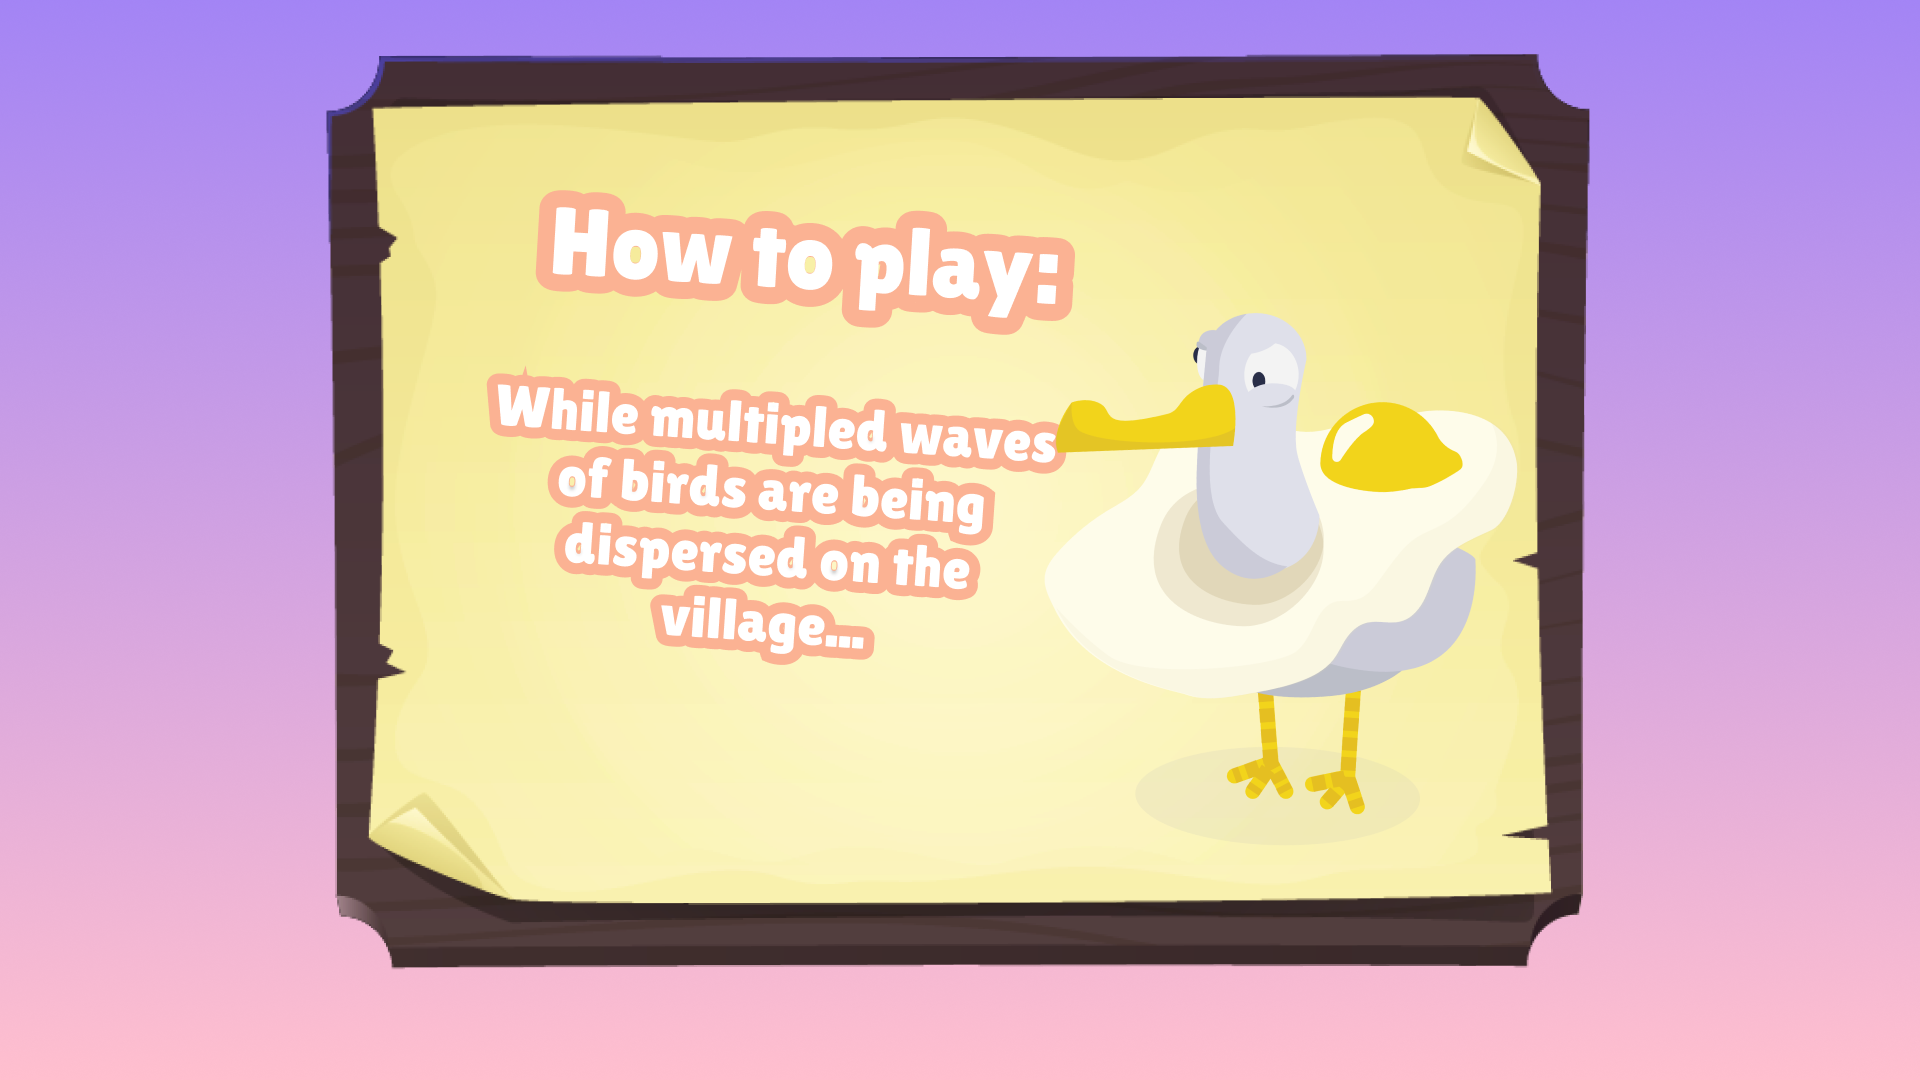 How to play:
While multipled waves
of birds are being
dispersed on the
village...